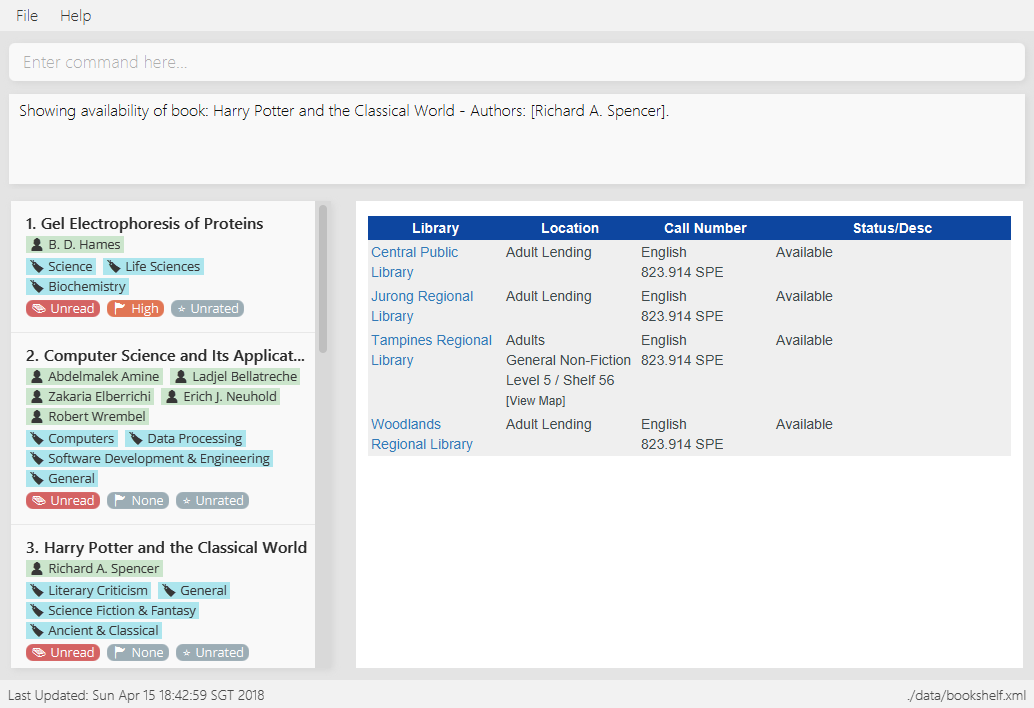 File Help
Enter command here...
Showing availability of book: Harry Potter and the Classical World - Authors: [Richard A. Spencer].
1. Gel Electrophoresis of Proteins
B. D. Hames
Science Life Sciences
Biochemistry
Unread High Unrated
2. Computer Science and Its Applicat...
Abdelmalek Amine Ladjel Bellatreche
Zakaria Elberrichi Erich J. Neuhold
Robert Wrembel
Computers Data Processing
Software Development & Engineering
General
Unread None Unrated
3. Harry Potter and the Classical World
Richard A. Spencer
Literary Criticism General
Science Fiction & Fantasy
Ancient & Classical
Unread None Unrated
Library Location Call Number Status/Desc
Central Public Adult Lending English Available
Library 823.914 SPE
Jurong Regional Adult Lending English Available
Library 823.914 SPE
Tampines Regional Adults English Available
Library General Non-Fiction 823.914 SPE
Level 5 / Shelf 56
[View Map]
Woodlands Adult Lending English Available
Regional Library 823.914 SPE
Last Updated: Sun Apr 15 18:42:59 SGT 2018 ./data/bookshelf.xml